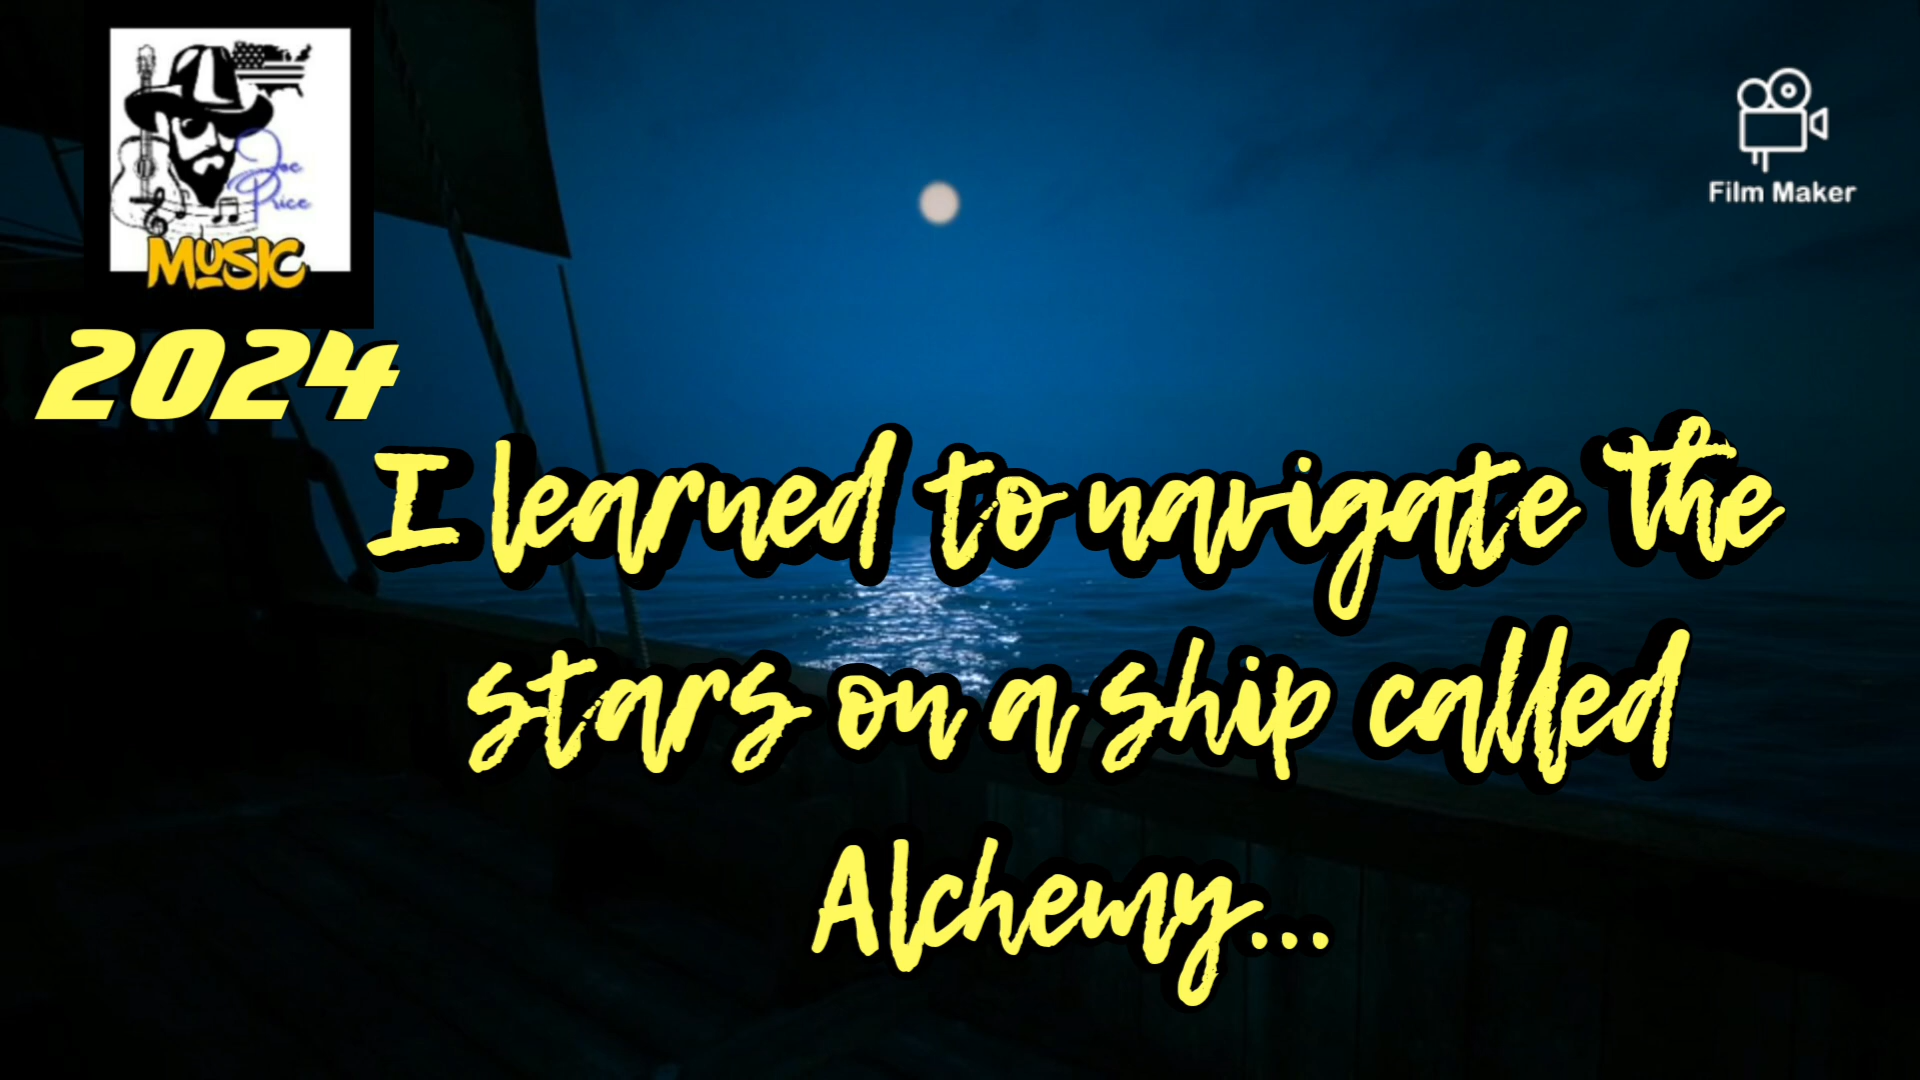 Joe
Price
MUSIC
Film Maker
2024
I learned to navigate the
stars on a ship called
Alchemy...